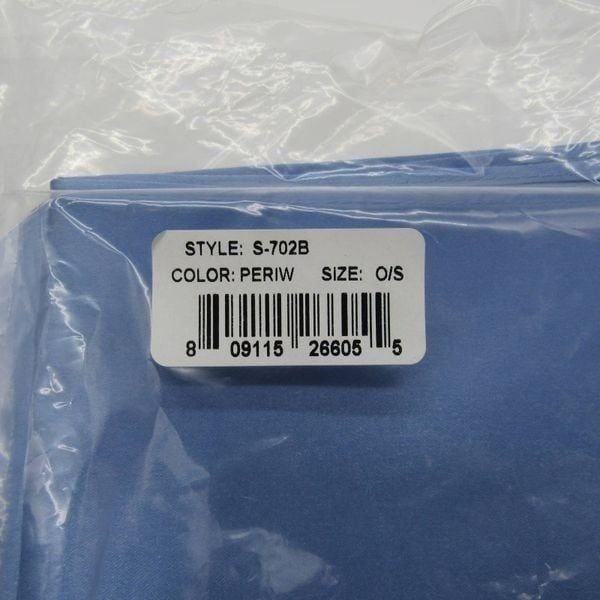 STYLE: S-702B
COLOR: PERIW SIZE: O/S
8 09115 26605 5